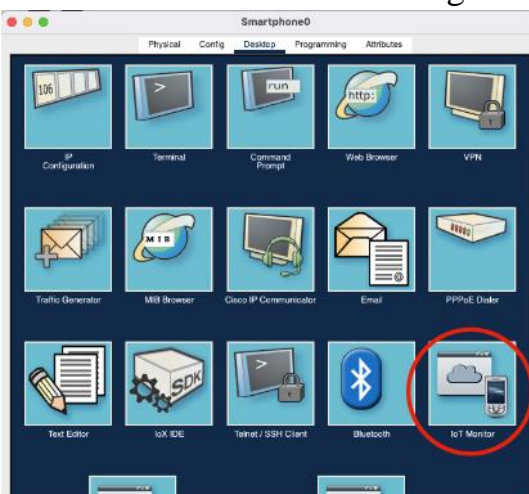 Smartphone0
Physical Config Desktop Programming Attributes
106
>
run
http:
IP Configuration
Terminal
Command Prompt
Web Browser
VPN
MIB
Traffic Generator
MIB Browser
Cisco IP Communicator
Email
PPPoE Dialer
SDK
>
Text Editor
IoX IDE
Telnet / SSH Client
Bluetooth
IoT Monitor